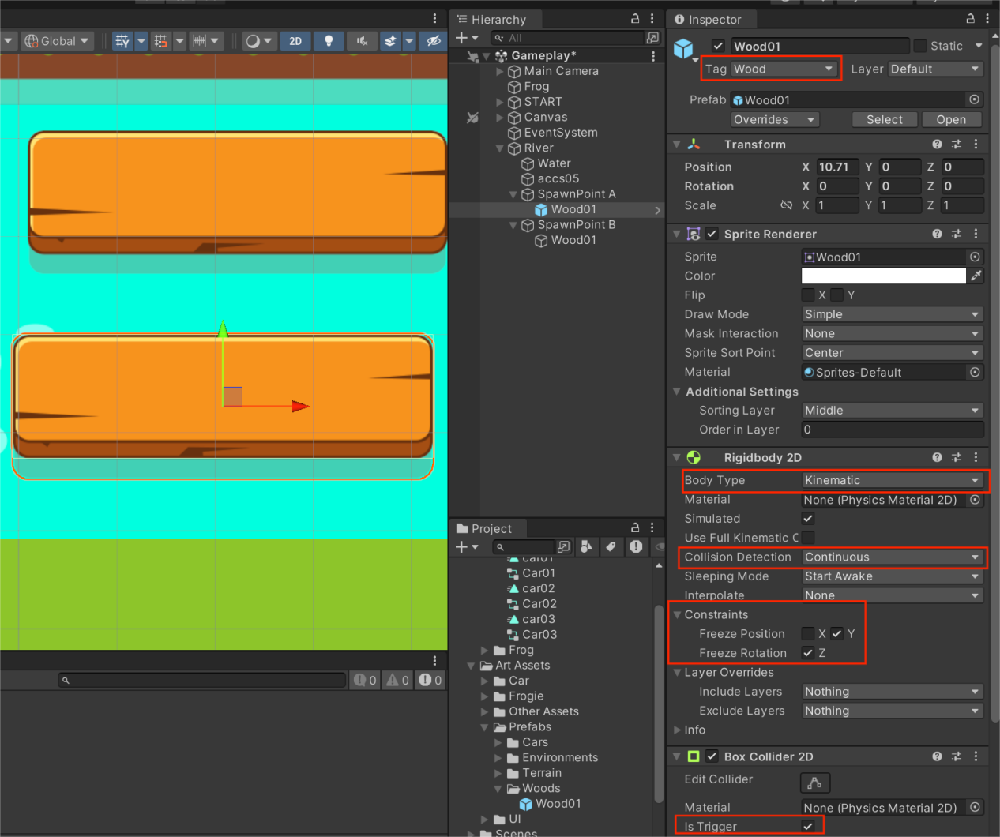 Global
2D
0
0
0
Hierarchy
All
Gameplay*
Main Camera
Frog
START
Canvas
EventSystem
River
Water
accs05
SpawnPoint A
Wood01
SpawnPoint B
Wood01
Project
car01
Car01
car02
Car02
car03
Car03
Frog
Art Assets
Car
Frogie
Other Assets
Prefabs
Cars
Environments
Terrain
Woods
Wood01
UI
Scenes
Inspector
Wood01 Static
Tag Wood Layer Default
Prefab Wood01
Overrides Select Open
Transform
Position X 10.71 Y 0 Z 0
Rotation X 0 Y 0 Z 0
Scale X 1 Y 1 Z 1
Sprite Renderer
Sprite Wood01
Color
Flip X Y
Draw Mode Simple
Mask Interaction None
Sprite Sort Point Center
Material Sprites-Default
Additional Settings
Sorting Layer Middle
Order in Layer 0
Rigidbody 2D
Body Type Kinematic
Material None (Physics Material 2D)
Simulated
Use Full Kinematic C
Collision Detection Continuous
Sleeping Mode Start Awake
Interpolate None
Constraints
Freeze Position X Y
Freeze Rotation Z
Layer Overrides
Include Layers Nothing
Exclude Layers Nothing
Info
Box Collider 2D
Edit Collider
Material None (Physics Material 2D)
Is Trigger